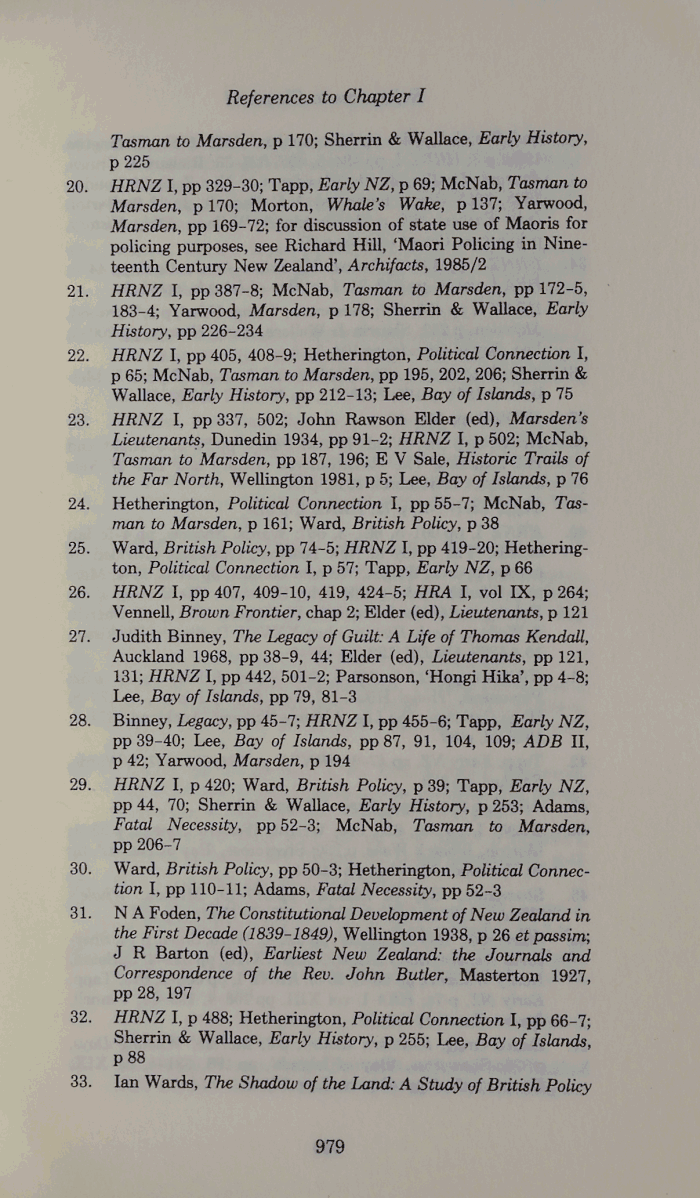 References to Chapter I
Tasman to Marsden, p 170; Sherrin & Wallace, Early History,
p 225
20. HRNZ I, pp 329–30; Tapp, Early NZ, p 69; McNab, Tasman to
Marsden, p 170; Morton, Whale's Wake, p 137; Yarwood,
Marsden, pp 169–72; for discussion of state use of Maoris for
policing purposes, see Richard Hill, 'Maori Policing in Nine-
teenth Century New Zealand', Archifacts, 1985/2
21. HRNZ I, pp 387–8; McNab, Tasman to Marsden, pp 172–5,
183–4; Yarwood, Marsden, p 178; Sherrin & Wallace, Early
History, pp 226–234
22. HRNZ I, pp 405, 408–9; Hetherington, Political Connection I,
p 65; McNab, Tasman to Marsden, pp 195, 202, 206; Sherrin &
Wallace, Early History, pp 212–13; Lee, Bay of Islands, p 75
23. HRNZ I, pp 337, 502; John Rawson Elder (ed), Marsden's
Lieutenants, Dunedin 1934, pp 91–2; HRNZ I, p 502; McNab,
Tasman to Marsden, pp 187, 196; E V Sale, Historic Trails of
the Far North, Wellington 1981, p 5; Lee, Bay of Islands, p 76
24. Hetherington, Political Connection I, pp 55–7; McNab, Tas-
man to Marsden, p 161; Ward, British Policy, p 38
25. Ward, British Policy, pp 74–5; HRNZ I, pp 419–20; Hethering-
ton, Political Connection I, p 57; Tapp, Early NZ, p 66
26. HRNZ I, pp 407, 409–10, 419, 424–5; HRA I, vol IX, p 264;
Vennell, Brown Frontier, chap 2; Elder (ed), Lieutenants, p 121
27. Judith Binney, The Legacy of Guilt: A Life of Thomas Kendall,
Auckland 1968, pp 38–9, 44; Elder (ed), Lieutenants, pp 121,
131; HRNZ I, pp 442, 501–2; Parsonson, 'Hongi Hika', pp 4–8;
Lee, Bay of Islands, pp 79, 81–3
28. Binney, Legacy, pp 45–7; HRNZ I, pp 455–6; Tapp, Early NZ,
pp 39–40; Lee, Bay of Islands, pp 87, 91, 104, 109; ADB II,
p 42; Yarwood, Marsden, p 194
29. HRNZ I, p 420; Ward, British Policy, p 39; Tapp, Early NZ,
pp 44, 70; Sherrin & Wallace, Early History, p 253; Adams,
Fatal Necessity, pp 52–3; McNab, Tasman to Marsden,
pp 206–7
30. Ward, British Policy, pp 50–3; Hetherington, Political Connec-
tion I, pp 110–11; Adams, Fatal Necessity, pp 52–3
31. N A Foden, The Constitutional Development of New Zealand in
the First Decade (1839–1849), Wellington 1938, p 26 et passim;
J R Barton (ed), Earliest New Zealand: the Journals and
Correspondence of the Rev. John Butler, Masterton 1927,
pp 28, 197
32. HRNZ I, p 488; Hetherington, Political Connection I, pp 66–7;
Sherrin & Wallace, Early History, p 255; Lee, Bay of Islands,
p 88
33. Ian Wards, The Shadow of the Land: A Study of British Policy
979